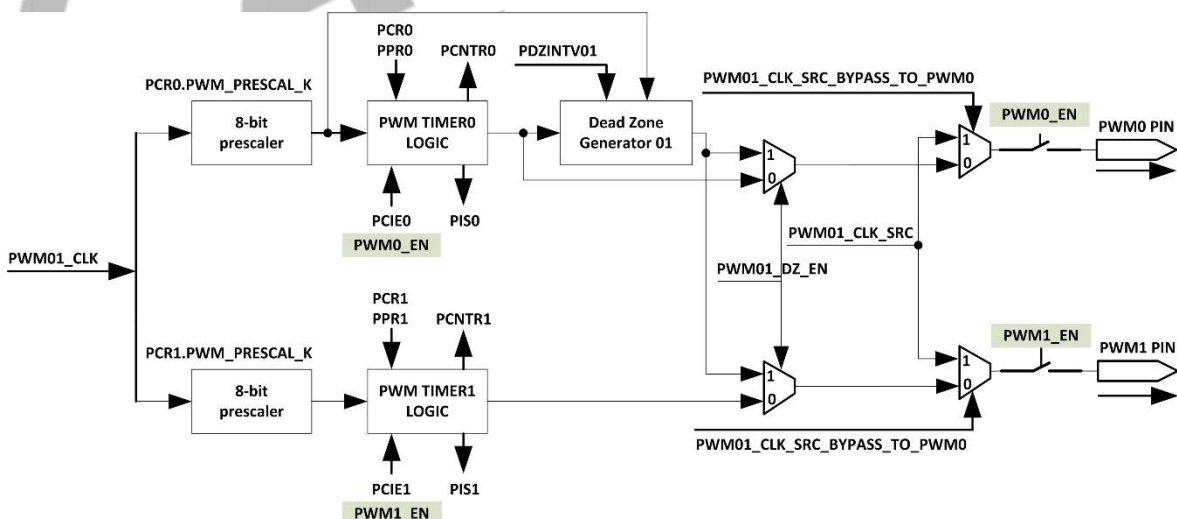 PCR0
PPR0
PCNTR0
PDZINTV01
PCR0.PWM_PRESCAL_K
PWM01_CLK_SRC_BYPASS_TO_PWM0
8-bit
prescaler
PWM TIMER0
LOGIC
Dead Zone
Generator 01
PWM0_EN
PWM0 PIN
1
0
1
0
PCIE0
PIS0
PWM0_EN
PWM01_CLK_SRC
PWM01_CLK
PWM01_DZ_EN
PCR1
PPR1
PCNTR1
PCR1.PWM_PRESCAL_K
PWM1_EN
PWM1 PIN
8-bit
prescaler
PWM TIMER1
LOGIC
1
0
1
0
PWM01_CLK_SRC_BYPASS_TO_PWM0
PCIE1
PIS1
PWM1_EN